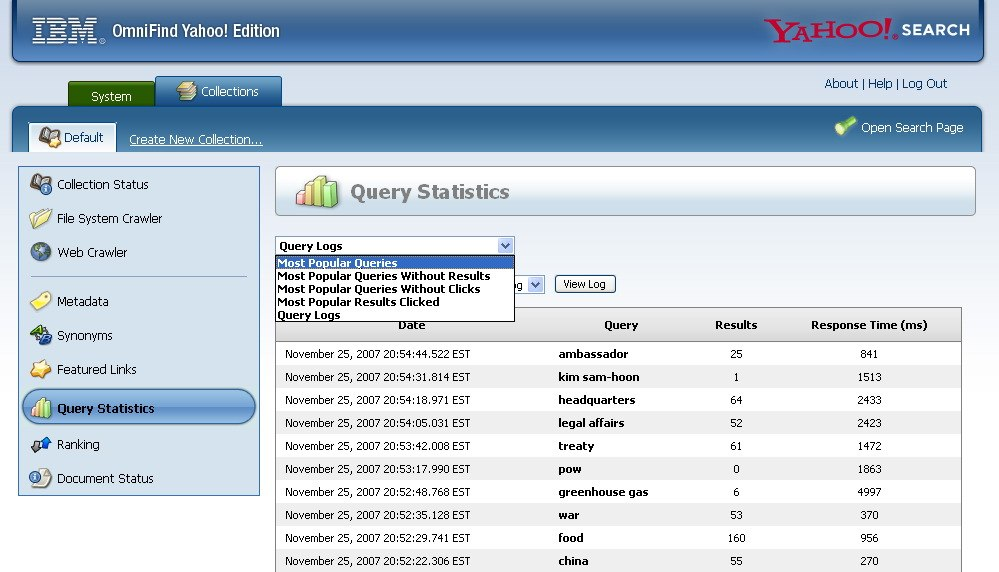 IBM® OmniFind Yahoo! Edition
YAHOO!® SEARCH
About | Help | Log Out
System
Collections
Default
Create New Collection...
Open Search Page
Collection Status
File System Crawler
Web Crawler
Metadata
Synonyms
Featured Links
Query Statistics
Ranking
Document Status
Query Statistics
Query Logs
Most Popular Queries
Most Popular Queries Without Results
Most Popular Queries Without Clicks
Most Popular Results Clicked
Query Logs
View Log
Date Query Results Response Time (ms)
November 25, 2007 20:54:44.522 EST ambassador 25 841
November 25, 2007 20:54:31.814 EST kim sam-hoon 1 1513
November 25, 2007 20:54:18.971 EST headquarters 64 2433
November 25, 2007 20:54:05.031 EST legal affairs 52 2423
November 25, 2007 20:53:42.008 EST treaty 61 1472
November 25, 2007 20:53:17.990 EST pow 0 1863
November 25, 2007 20:52:48.768 EST greenhouse gas 6 4997
November 25, 2007 20:52:35.128 EST war 53 370
November 25, 2007 20:52:29.741 EST food 160 956
November 25, 2007 20:52:22.306 EST china 55 270